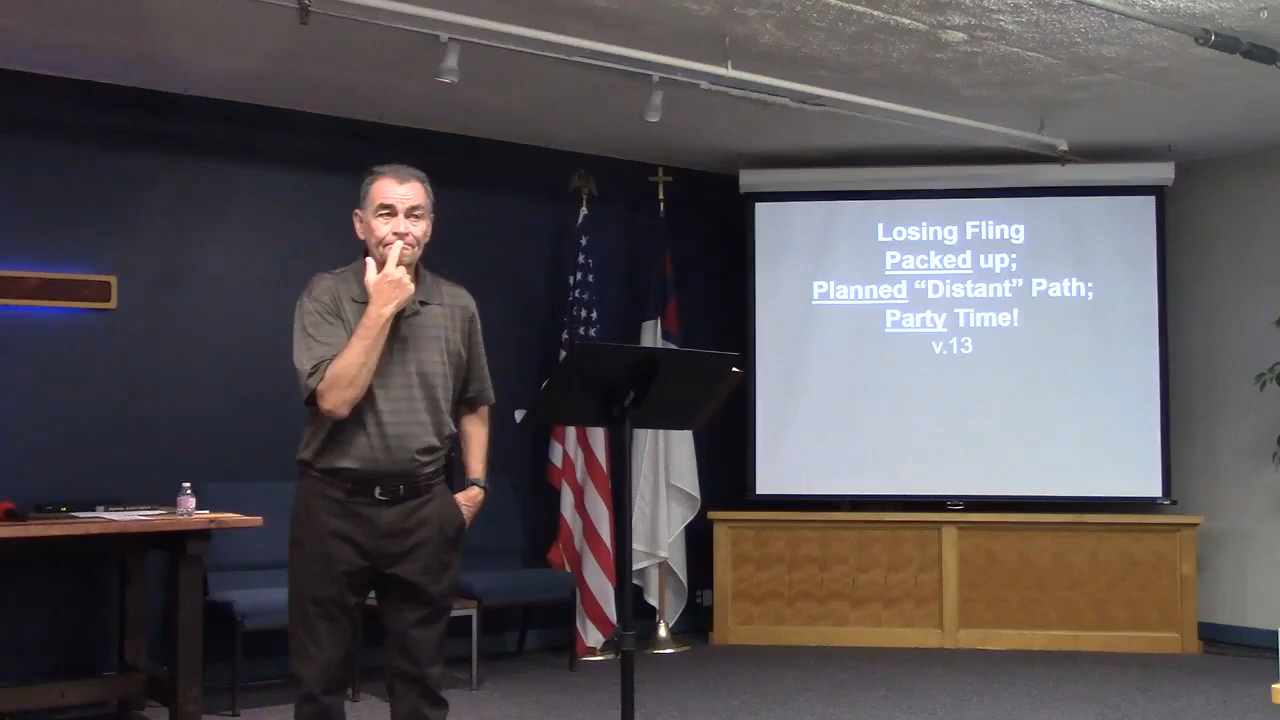 Losing Fling
Packed up;
Planned “Distant” Path;
Party Time!
v.13